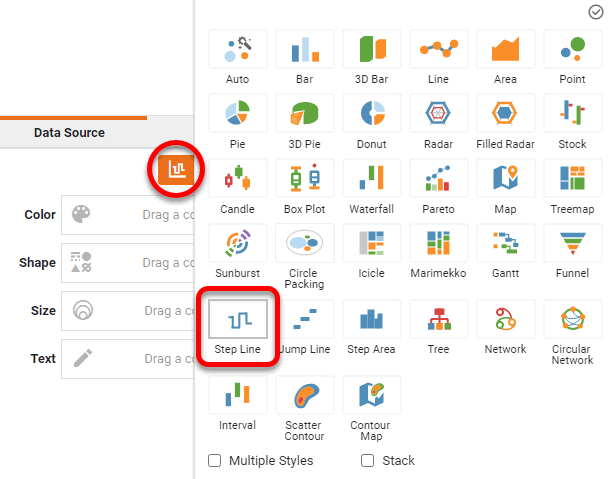 Auto Bar 3D Bar Line Area Point
Pie 3D Pie Donut Radar Filled Radar Stock
Data Source
Candle Box Plot Waterfall Pareto Map Treemap
Color Drag a co
Sunburst Circle Packing Icicle Marimekko Gantt Funnel
Shape Drag a co
Size Drag a co
Step Line Jump Line Step Area Tree Network Circular Network
Text Drag a co
Interval Scatter Contour Contour Map
Multiple Styles Stack